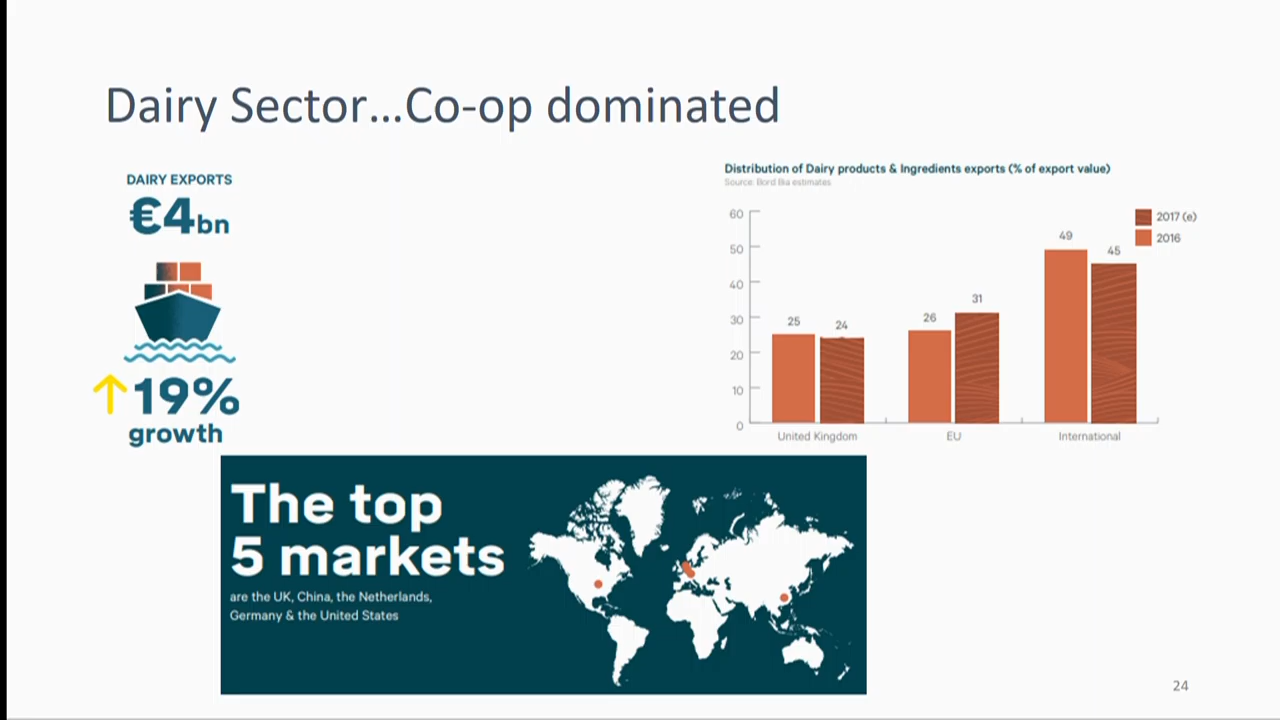 Dairy Sector...Co-op dominated
DAIRY EXPORTS
€4bn
19%
growth
Distribution of Dairy products & Ingredients exports (% of export value)
Source: Bord Bia estimates
60
50
40
30
20
10
0
2017 (e)
2016
25
24
26
31
49
45
United Kingdom
EU
International
The top
5 markets
are the UK, China, the Netherlands,
Germany & the United States
24